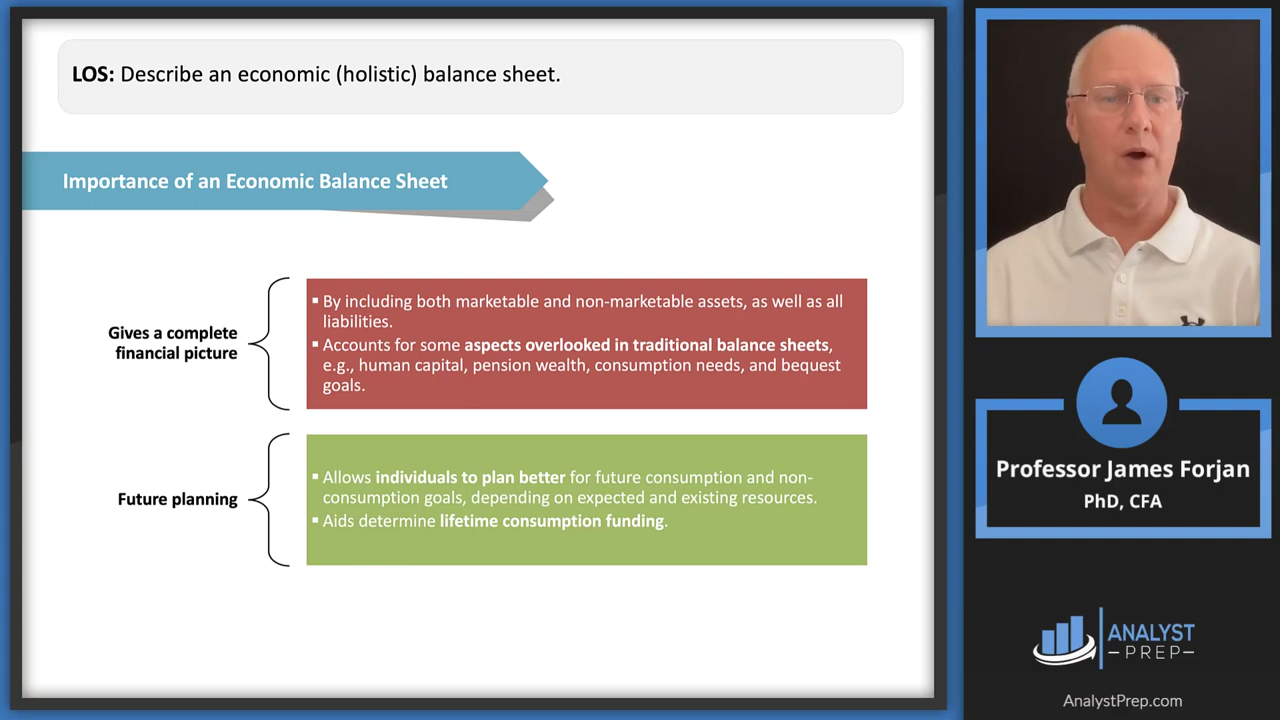 LOS: Describe an economic (holistic) balance sheet.
Importance of an Economic Balance Sheet
Gives a complete
financial picture
▪ By including both marketable and non-marketable assets, as well as all
liabilities.
▪ Accounts for some aspects overlooked in traditional balance sheets,
e.g., human capital, pension wealth, consumption needs, and bequest
goals.
Future planning
▪ Allows individuals to plan better for future consumption and non-
consumption goals, depending on expected and existing resources.
▪ Aids determine lifetime consumption funding.
Professor James Forjan
PhD, CFA
ANALYST
–PREP–
AnalystPrep.com